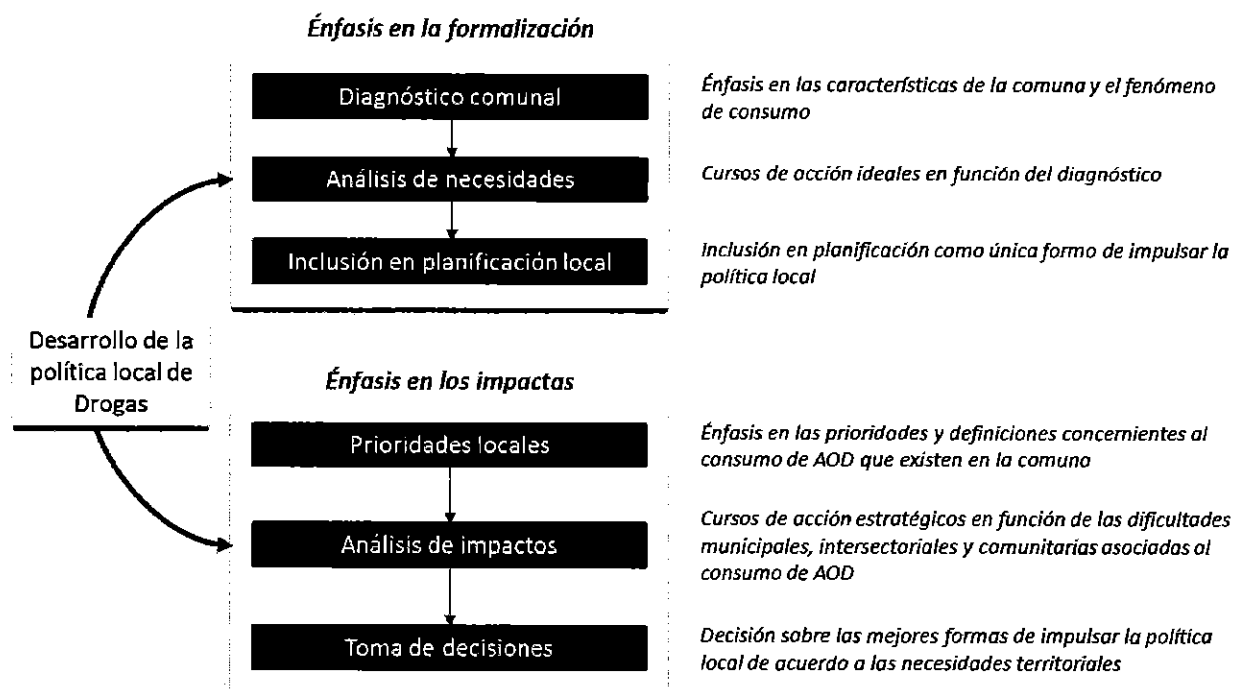 Énfasis en la formalización
Diagnóstico comunal
Énfasis en las características de la comuna y el fenómeno
de consumo
Análisis de necesidades
Cursos de acción ideales en función del diagnóstico
Inclusión en planificación local
Inclusión en planificación como única formo de impulsar la
política local
Desarrollo de la
política local de
Drogas
Énfasis en los impactas
Prioridades locales
Énfasis en las prioridodes y definiciones concernientes al
consumo de AOD que existen en la comuna
Análisis de impactos
Cursos de acción estratégicos en función de las dificultades
municipales, intersectoriales y comunitarias asociadas al
consumo de AOD
Toma de decisiones
Decisión sobre las mejores formas de impulsar la política
local de acuerdo a las necesidades territoriales